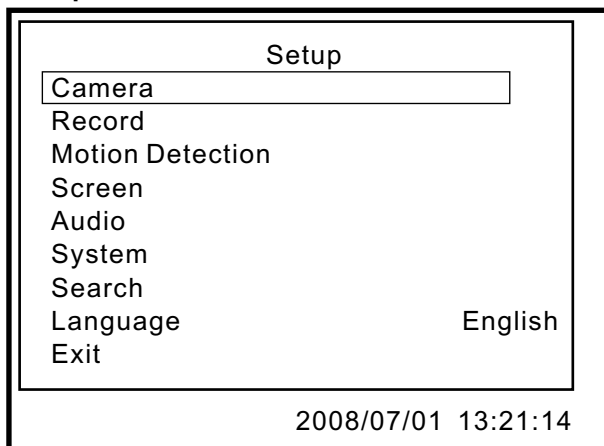 Setup
Camera
Record
Motion Detection
Screen
Audio
System
Search
Language English
Exit
2008/07/01 13:21:14